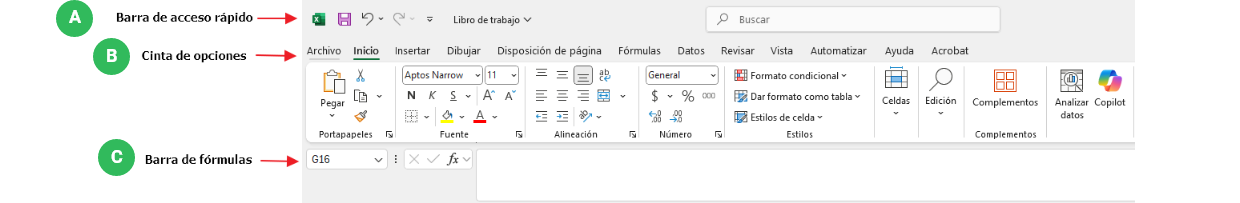 A Barra de acceso rápido Libro de trabajo Buscar
B Cinta de opciones Archivo Inicio Insertar Dibujar Disposición de página Fórmulas Datos Revisar Vista Automatizar Ayuda Acrobat
Aptos Narrow 11 ab General Formato condicional
Pegar N K S A A $ % 000 Dar formato como tabla Celdas Edición Complementos Analizar datos Copilot
A Estilos de celda
Portapapeles Fuente Alineación Número Estilos Complementos
C Barra de fórmulas G16 fx